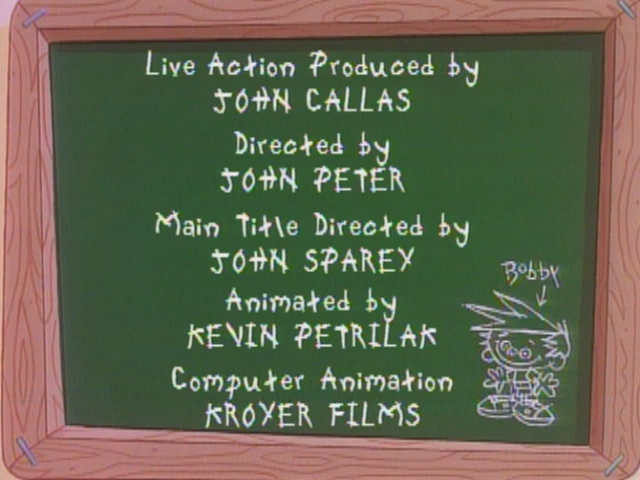 Live Action Produced by
JOHN CALLAS
Directed by
JOHN PETER
Main Title Directed by
JOHN SPAREY
Animated by
KEVIN PETRILAK
Computer Animation
KROYER FILMS
Bobby